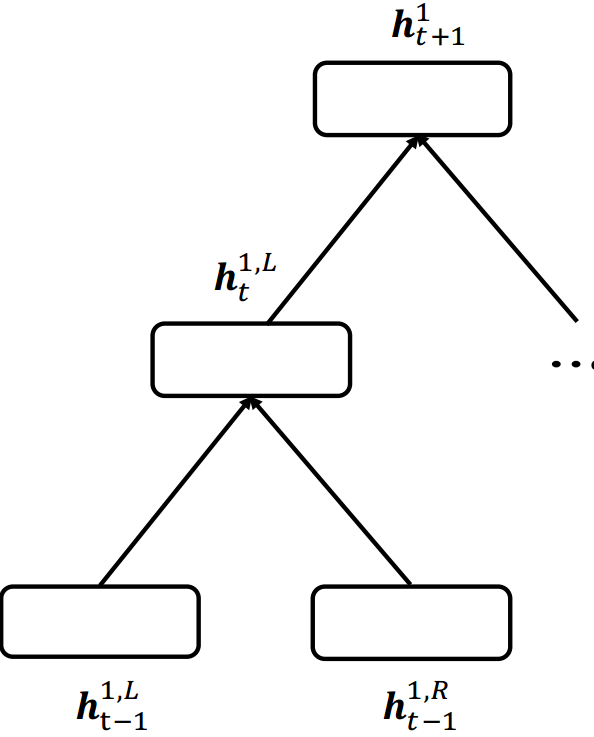 h^1_{t+1}
h^{1,L}_t
...
h^{1,L}_{t-1} h^{1,R}_{t-1}